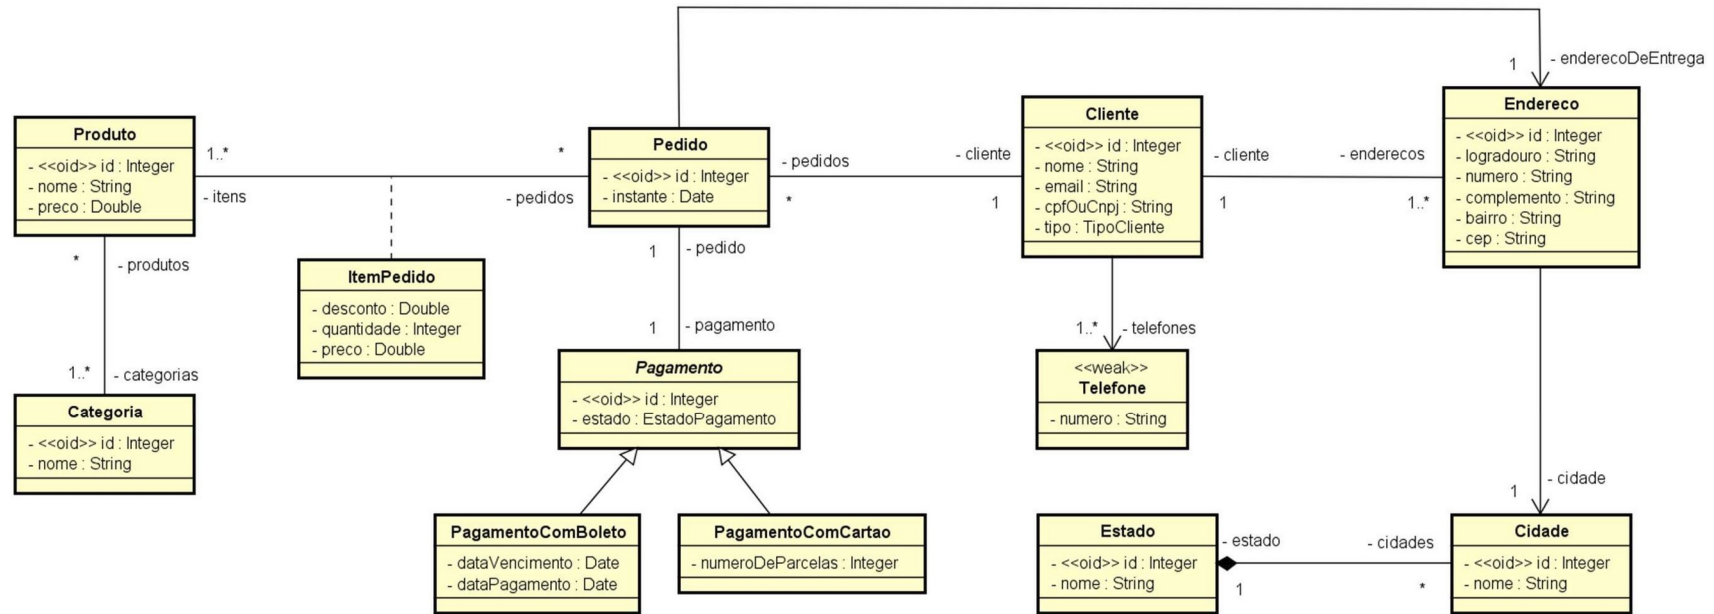 1
- enderecoDeEntrega
Produto
- <<oid>> id : Integer
- nome : String
- preco : Double
1..*
- itens
*
- pedidos
Pedido
- <<oid>> id : Integer
- instante : Date
- pedidos
*
- cliente
1
Cliente
- <<oid>> id : Integer
- nome : String
- email : String
- cpfOuCnpj : String
- tipo : TipoCliente
- cliente
1
- enderecos
1..*
Endereco
- <<oid>> id : Integer
- logradouro : String
- numero : String
- complemento : String
- bairro : String
- cep : String
* - produtos
1..* - categorias
Categoria
- <<oid>> id : Integer
- nome : String
ItemPedido
- desconto : Double
- quantidade : Integer
- preco : Double
1 - pedido
1 - pagamento
Pagamento
- <<oid>> id : Integer
- estado : EstadoPagamento
1..* - telefones
<<weak>>
Telefone
- numero : String
PagamentoComBoleto
- dataVencimento : Date
- dataPagamento : Date
PagamentoComCartao
- numeroDeParcelas : Integer
1 - cidade
Estado
- <<oid>> id : Integer
- nome : String
- estado
1
- cidades
*
Cidade
- <<oid>> id : Integer
- nome : String